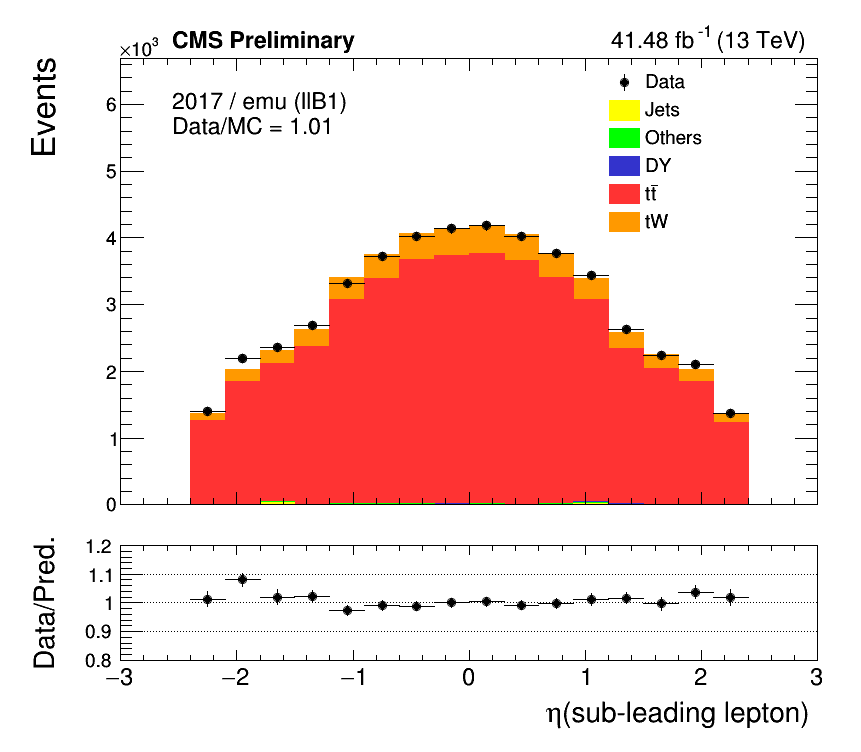 ×10³ CMS Preliminary 41.48 fb⁻¹ (13 TeV)
Events
2017 / emu (llB1)
Data/MC = 1.01
Data
Jets
Others
DY
tt̄
tW
6
5
4
3
2
1
0
Data/Pred.
1.2
1.1
1
0.9
0.8
−3 −2 −1 0 1 2 3
η(sub-leading lepton)